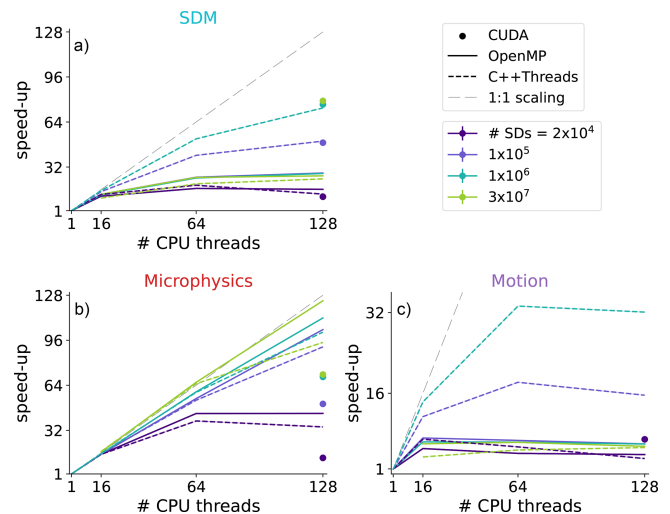 SDM
a)
128
96
64
32
1
speed-up
1 16 64 128
# CPU threads
CUDA
OpenMP
C++Threads
1:1 scaling
# SDs = 2x10⁴
1x10⁵
1x10⁶
3x10⁷
Microphysics
b)
128
96
64
32
1
speed-up
1 16 64 128
# CPU threads
Motion
c)
32
16
1
speed-up
1 16 64 128
# CPU threads